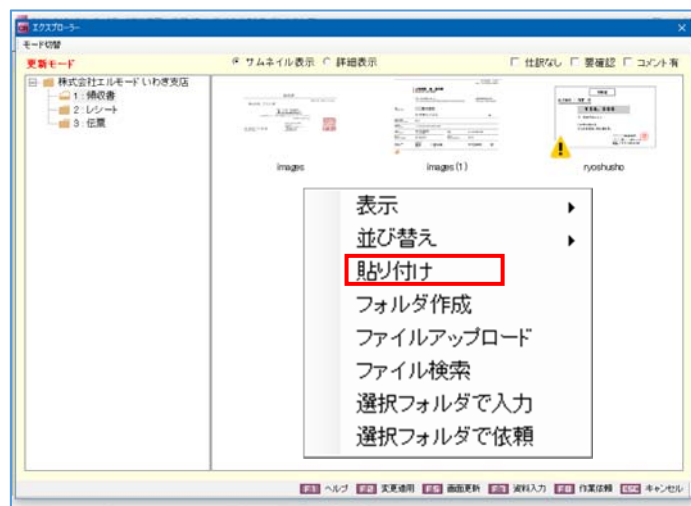 エクスプローラー
モード切替
更新モード
サムネイル表示 詳細表示 仕訳なし 要確認 コメント有
株式会社エルモード いわき支店
1:領収書
2:レシート
3:伝票
images images (1) ryoshusho
表示
並び替え
貼り付け
フォルダ作成
ファイルアップロード
ファイル検索
選択フォルダで入力
選択フォルダで依頼
ヘルプ 変更適用 画面更新 資料入力 作業依頼 ESC キャンセル